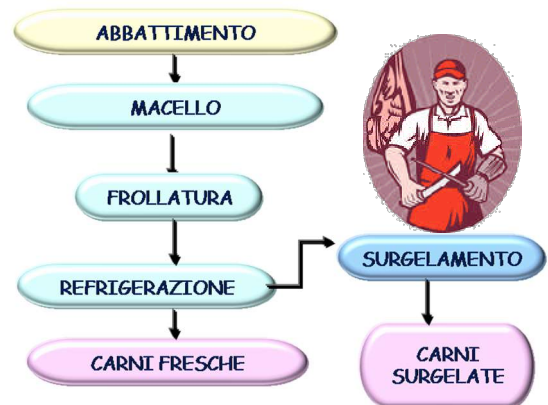 ABBATTIMENTO
MACELLO
FROLLATURA
REFRIGERAZIONE
CARNI FRESCHE
SURGELAMENTO
CARNI
SURGELATE